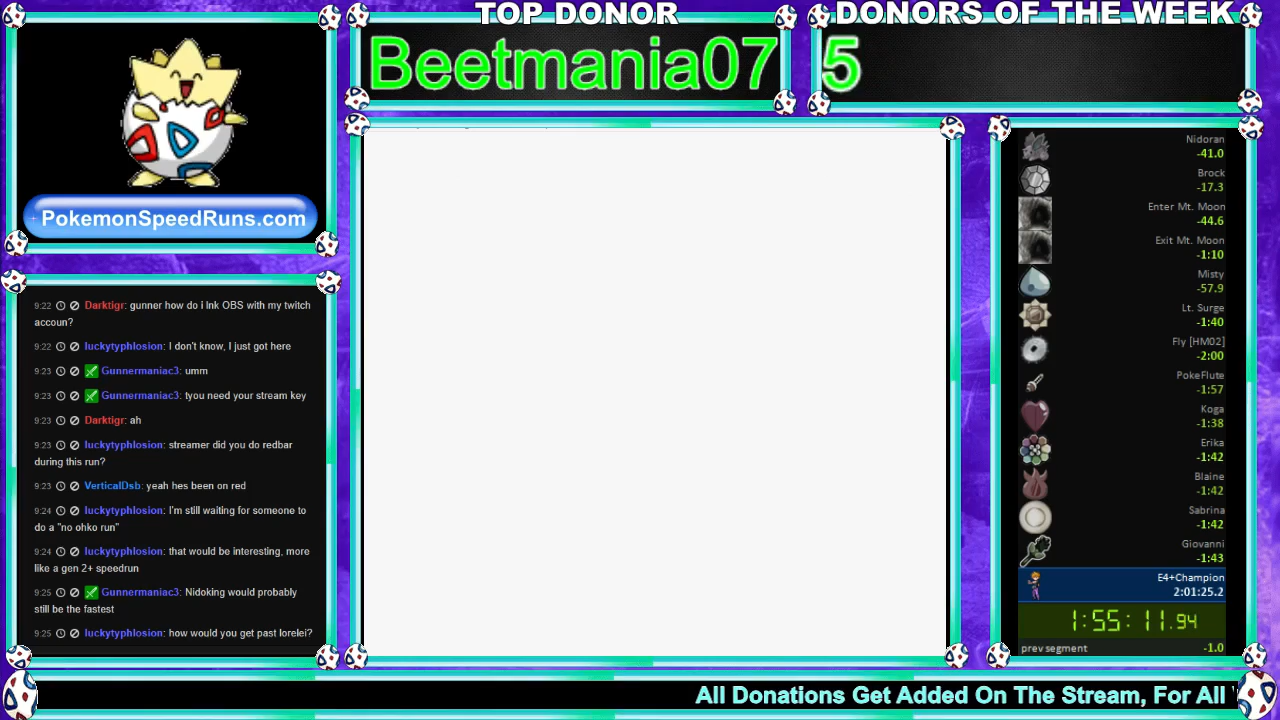 TOP DONOR
DONORS OF THE WEEK
Beetmania07
5
PokemonSpeedRuns.com
9:22 Darktigr: gunner how do i lnk OBS with my twitch
accoun?
9:22 luckytyphlosion: I don't know, I just got here
9:23 Gunnermaniac3: umm
9:23 Gunnermaniac3: tyou need your stream key
9:23 Darktigr: ah
9:23 luckytyphlosion: streamer did you do redbar
during this run?
9:23 VerticalDsb: yeah hes been on red
9:24 luckytyphlosion: I'm still waiting for someone to
do a "no ohko run"
9:24 luckytyphlosion: that would be interesting, more
like a gen 2+ speedrun
9:25 Gunnermaniac3: Nidoking would probably
still be the fastest
9:25 luckytyphlosion: how would you get past lorelei?
Nidoran
-41.0
Brock
-17.3
Enter Mt. Moon
-44.6
Exit Mt. Moon
-1:10
Misty
-57.9
Lt. Surge
-1:40
Fly [HM02]
-2:00
PokeFlute
-1:57
Koga
-1:38
Erika
-1:42
Blaine
-1:42
Sabrina
-1:42
Giovanni
-1:43
E4+Champion
2:01:25.2
1:55:11.94
prev segment -1.0
All Donations Get Added On The Stream, For All